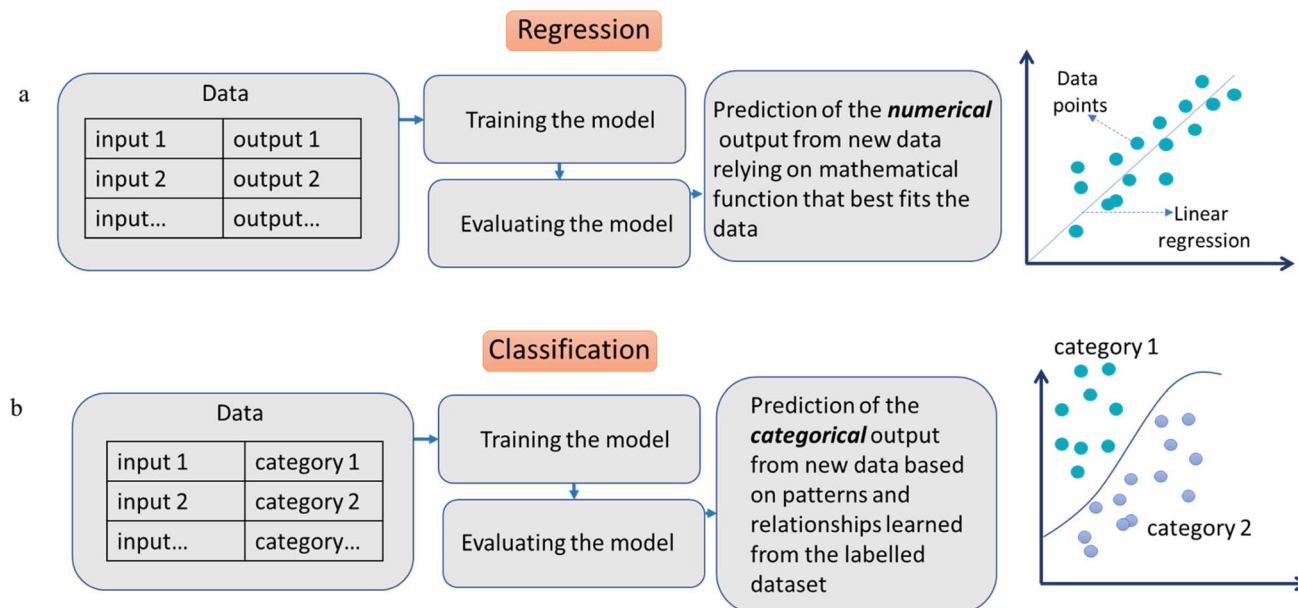 Regression
a
Data
input 1 output 1
input 2 output 2
input... output...
Training the model
Evaluating the model
Prediction of the numerical
output from new data
relying on mathematical
function that best fits the
data
Data
points
Linear
regression
Classification
b
Data
input 1 category 1
input 2 category 2
input... category...
Training the model
Evaluating the model
Prediction of the
categorical output
from new data based
on patterns and
relationships learned
from the labelled
dataset
category 1
category 2